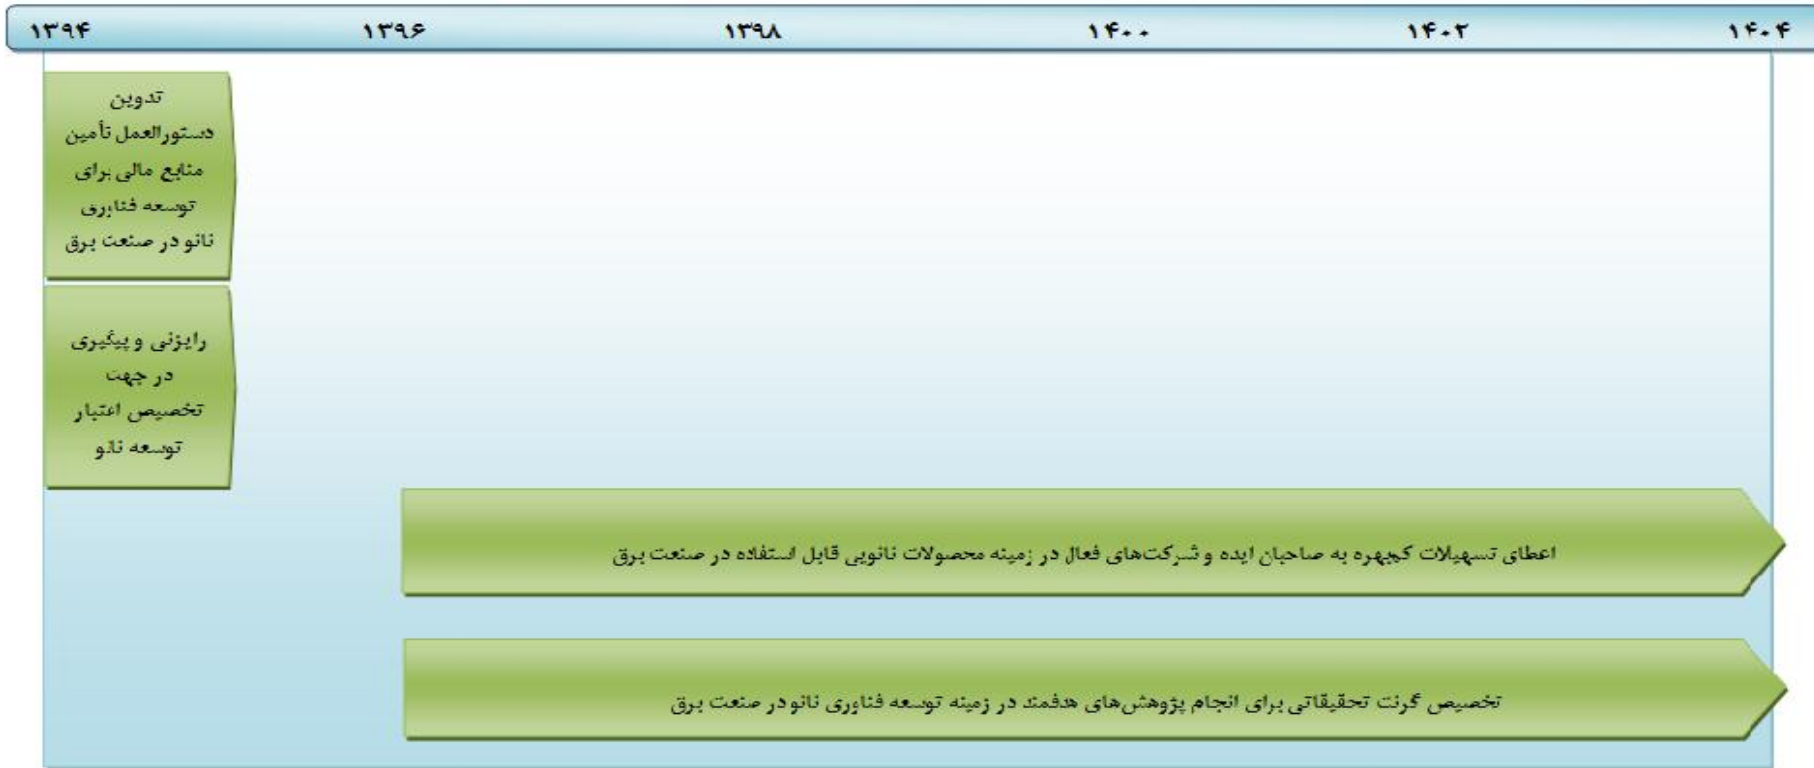 ۱۳۹۴ ۱۳۹۶ ۱۳۹۸ ۱۴۰۰ ۱۴۰۲ ۱۴۰۴
تدوین
دستورالعمل تأمین
منابع مالی برای
توسعه فناوری
نانو در صنعت برق
رایزنی و پیگیری
در جهت
تخصیص اعتبار
توسعه نانو
اعطای تسهیلات کم‌بهره به صاحبان ایده و شرکت‌های فعال در زمینه محصولات نانویی قابل استفاده در صنعت برق
تخصیص گرنت تحقیقاتی برای انجام پژوهش‌های هدفمند در زمینه توسعه فناوری نانو در صنعت برق